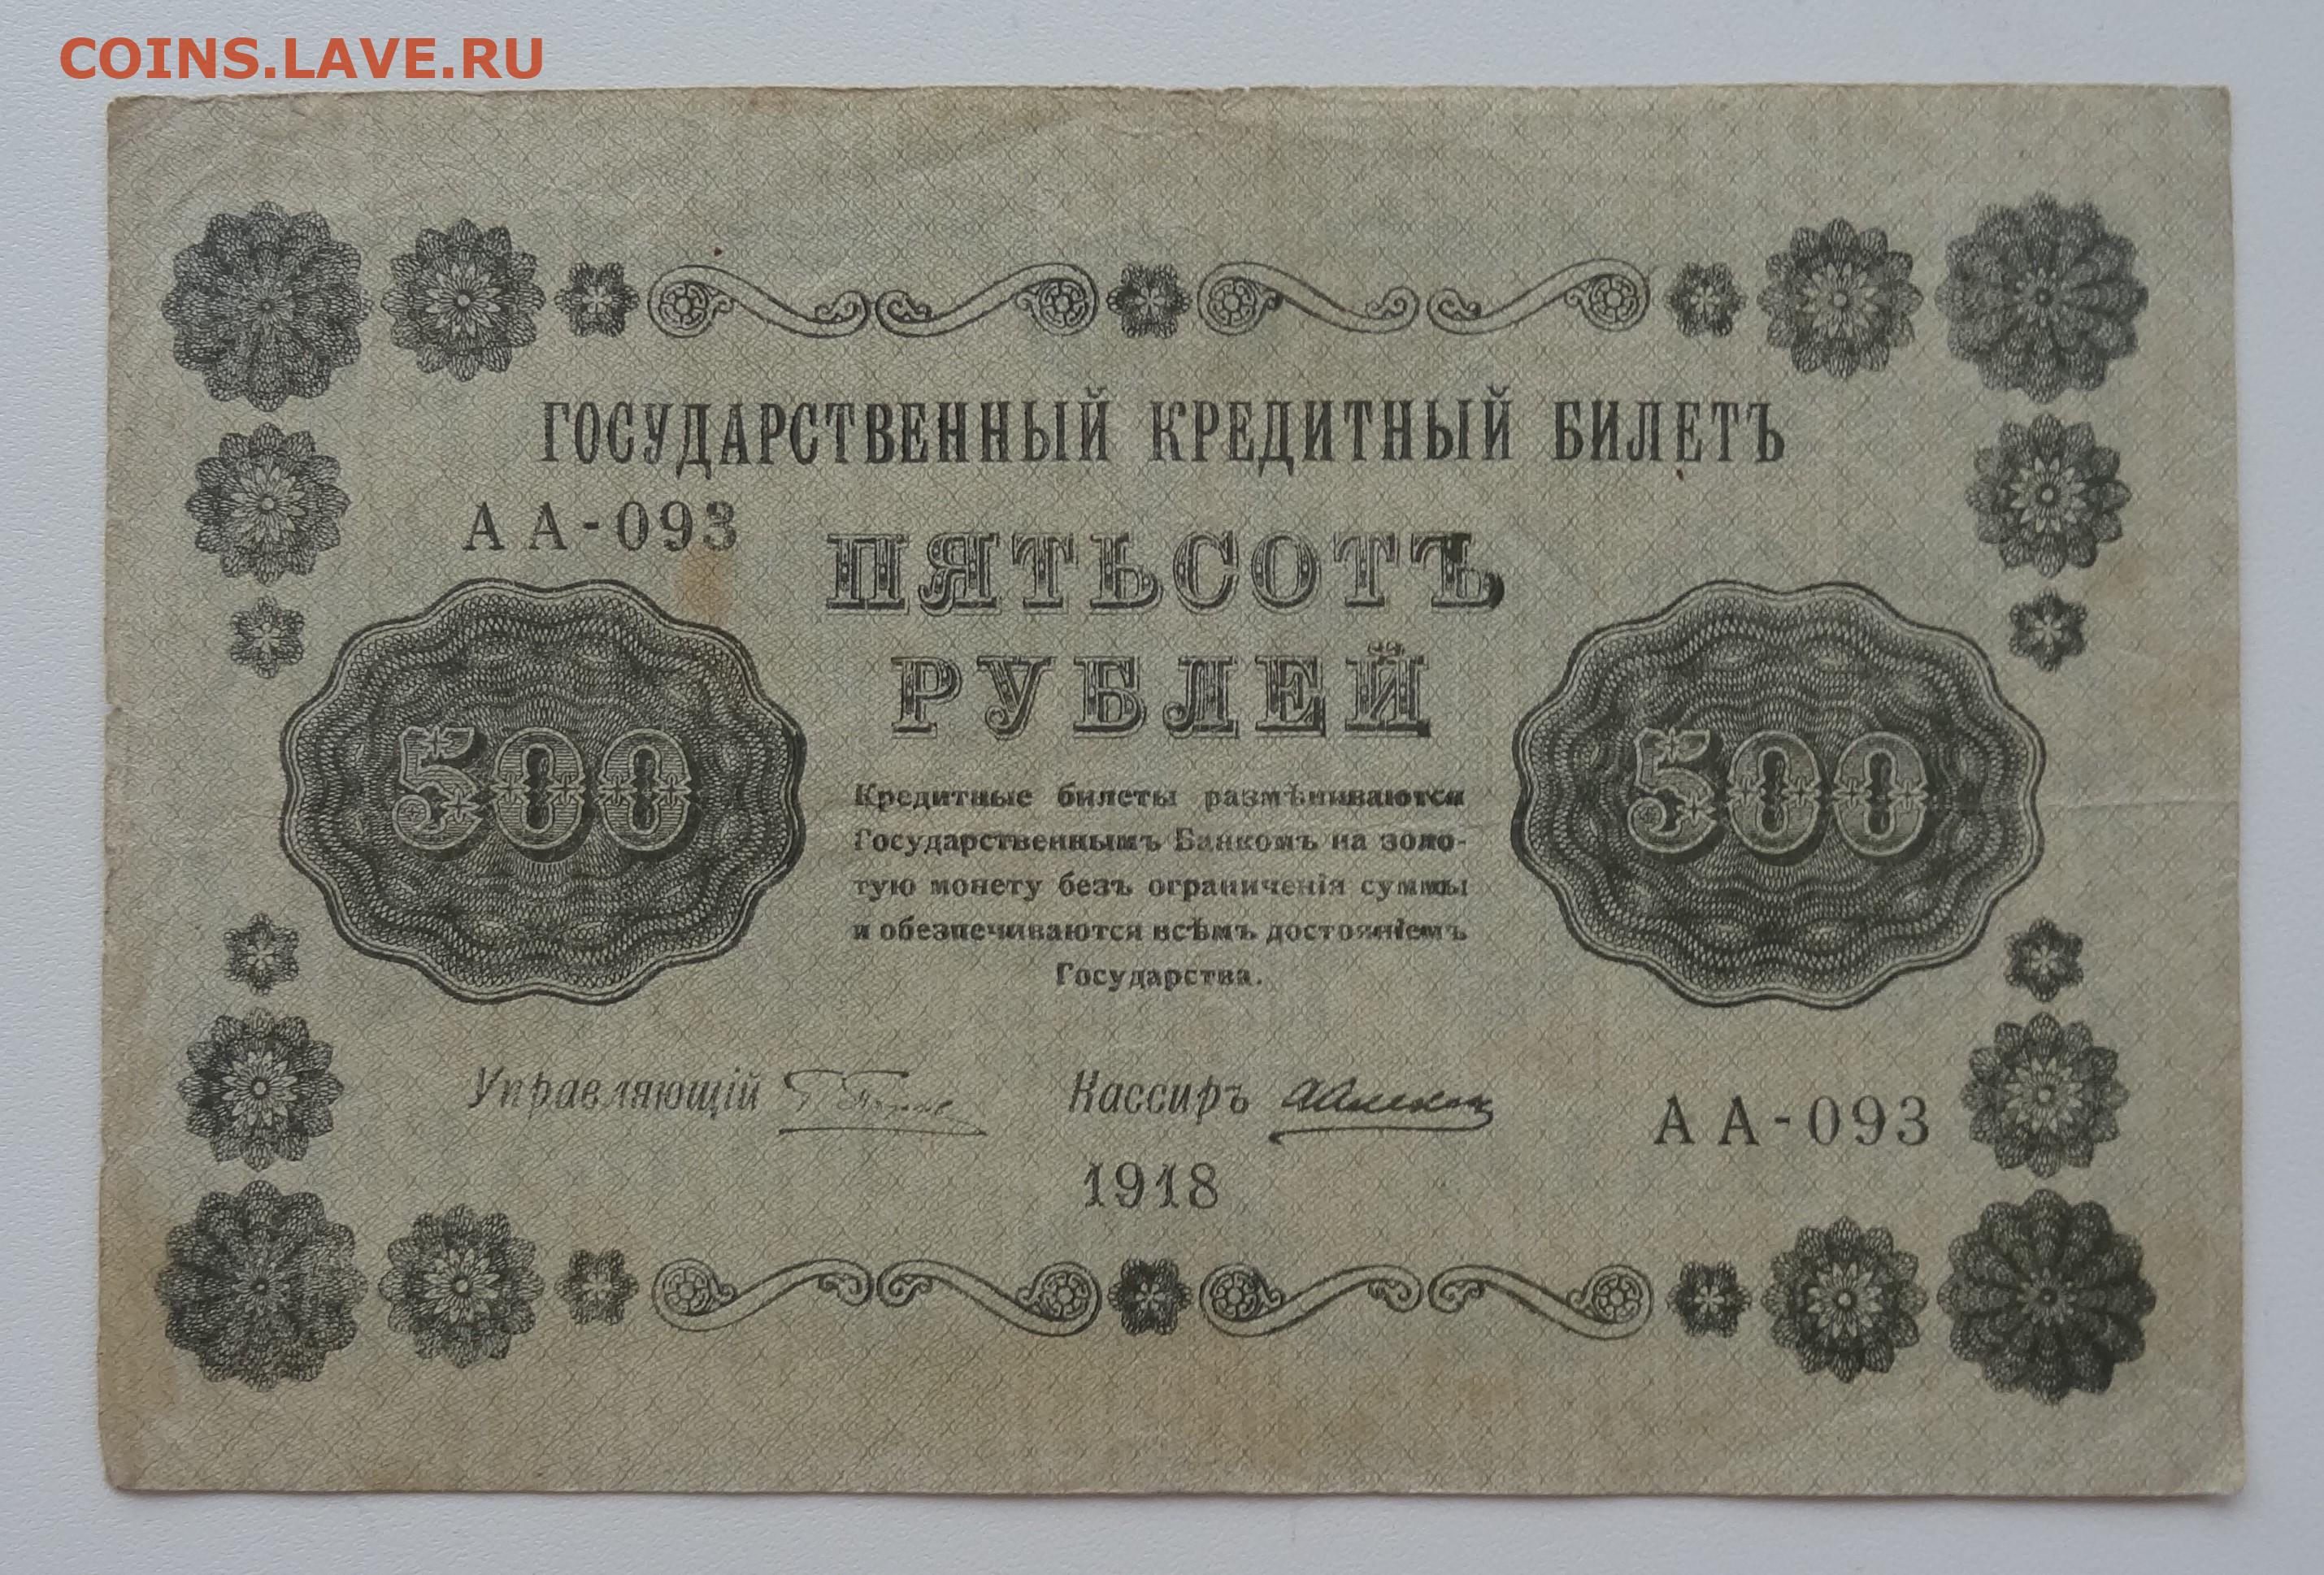 COINS.LAVE.RU
ГОСУДАРСТВЕННЫЙ КРЕДИТНЫЙ БИЛЕТЪ
АА-093
ПЯТЬСОТЪ
РУБЛЕЙ
500
500
Кредитные билеты размѣниваются
Государственнымъ Банкомъ на золо-
тую монету безъ ограниченія суммы
и обезпечиваются всѣмъ достояніемъ
Государства.
Управляющій
Кассиръ
АА-093
1918